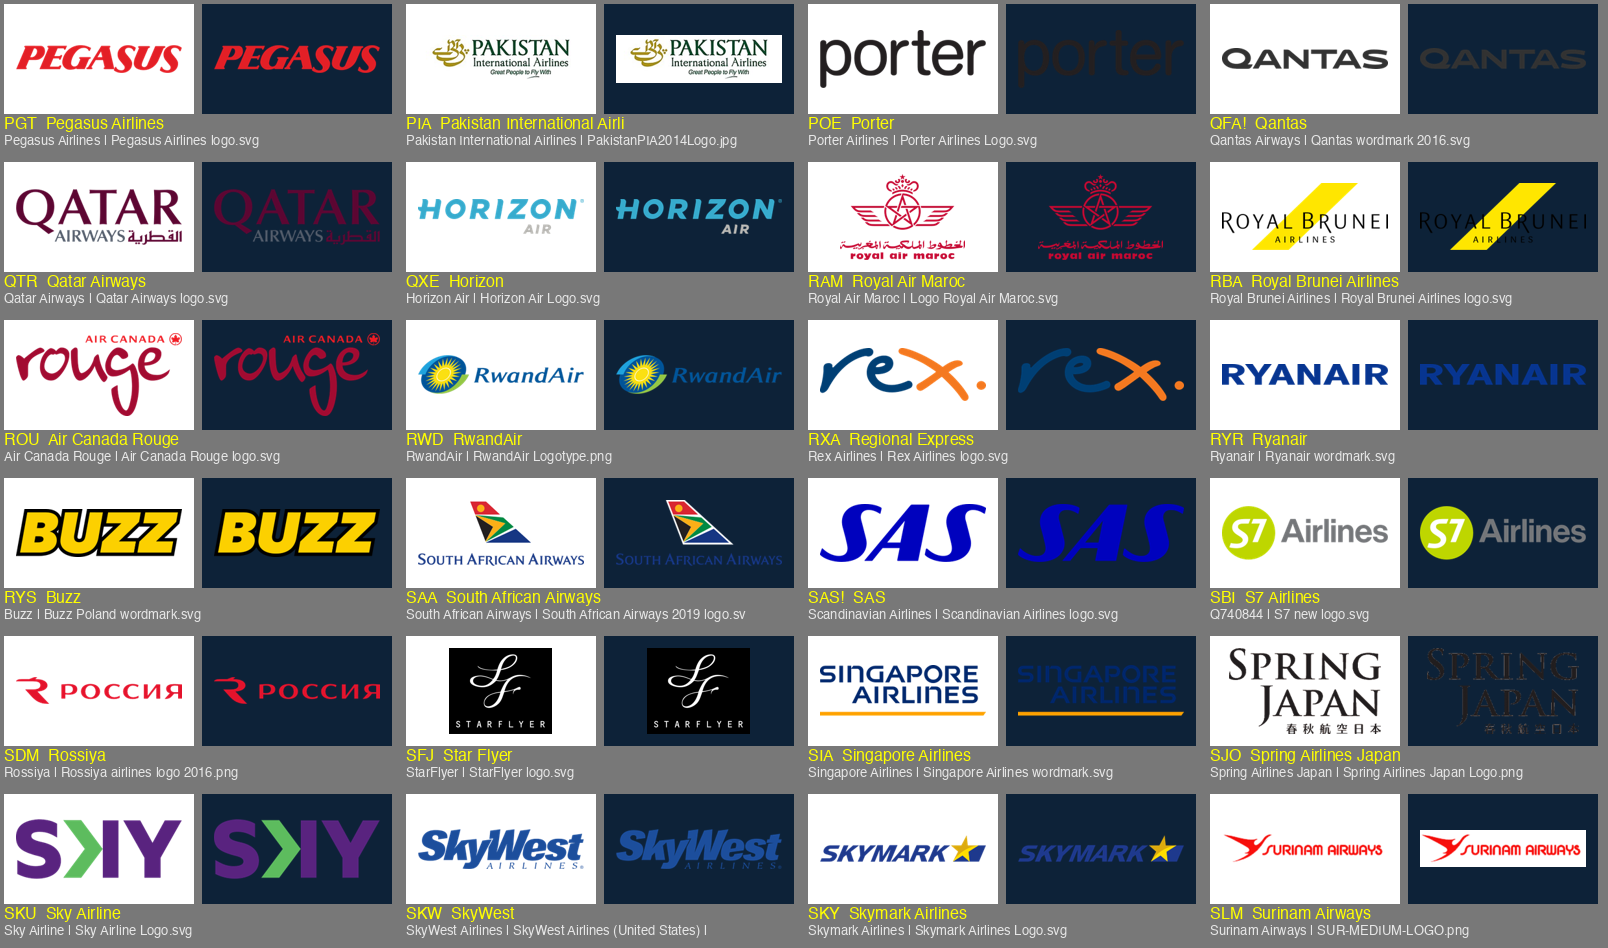 PEGASUS PEGASUS
PGT Pegasus Airlines
Pegasus Airlines | Pegasus Airlines logo.svg
PAKISTAN PAKISTAN
International Airlines International Airlines
Great People to Fly With Great People to Fly With
PIA Pakistan International Airli
Pakistan International Airlines | PakistanPIA2014Logo.jpg
porter porter
POE Porter
Porter Airlines | Porter Airlines Logo.svg
QANTAS QANTAS
QFA! Qantas
Qantas Airways | Qantas wordmark 2016.svg
QATAR QATAR
AIRWAYS القطرية AIRWAYS القطرية
QTR Qatar Airways
Qatar Airways | Qatar Airways logo.svg
HORIZON® HORIZON®
AIR AIR
QXE Horizon
Horizon Air | Horizon Air Logo.svg
الخطوط الملكية المغربية الخطوط الملكية المغربية
royal air maroc royal air maroc
RAM Royal Air Maroc
Royal Air Maroc | Logo Royal Air Maroc.svg
ROYAL BRUNEI ROYAL BRUNEI
AIRLINES AIRLINES
RBA Royal Brunei Airlines
Royal Brunei Airlines | Royal Brunei Airlines logo.svg
AIR CANADA AIR CANADA
rouge rouge
ROU Air Canada Rouge
Air Canada Rouge | Air Canada Rouge logo.svg
RwandAir RwandAir
RWD RwandAir
RwandAir | RwandAir Logotype.png
rex. rex.
RXA Regional Express
Rex Airlines | Rex Airlines logo.svg
RYANAIR RYANAIR
RYR Ryanair
Ryanair | Ryanair wordmark.svg
BUZZ BUZZ
RYS Buzz
Buzz | Buzz Poland wordmark.svg
SOUTH AFRICAN AIRWAYS SOUTH AFRICAN AIRWAYS
SAA South African Airways
South African Airways | South African Airways 2019 logo.sv
SAS SAS
SAS! SAS
Scandinavian Airlines | Scandinavian Airlines logo.svg
S7 Airlines S7 Airlines
SBI S7 Airlines
Q740844 | S7 new logo.svg
РОССИЯ РОССИЯ
SDM Rossiya
Rossiya | Rossiya airlines logo 2016.png
STARFLYER STARFLYER
SFJ Star Flyer
StarFlyer | StarFlyer logo.svg
SINGAPORE SINGAPORE
AIRLINES AIRLINES
SIA Singapore Airlines
Singapore Airlines | Singapore Airlines wordmark.svg
SPRING SPRING
JAPAN JAPAN
春秋航空日本 春秋航空日本
SJO Spring Airlines Japan
Spring Airlines Japan | Spring Airlines Japan Logo.png
SKY SKY
SKU Sky Airline
Sky Airline | Sky Airline Logo.svg
SkyWest SkyWest
AIRLINES® AIRLINES®
SKW SkyWest
SkyWest Airlines | SkyWest Airlines (United States) l
SKYMARK SKYMARK
SKY Skymark Airlines
Skymark Airlines | Skymark Airlines Logo.svg
SURINAM AIRWAYS SURINAM AIRWAYS
SLM Surinam Airways
Surinam Airways | SUR-MEDIUM-LOGO.png